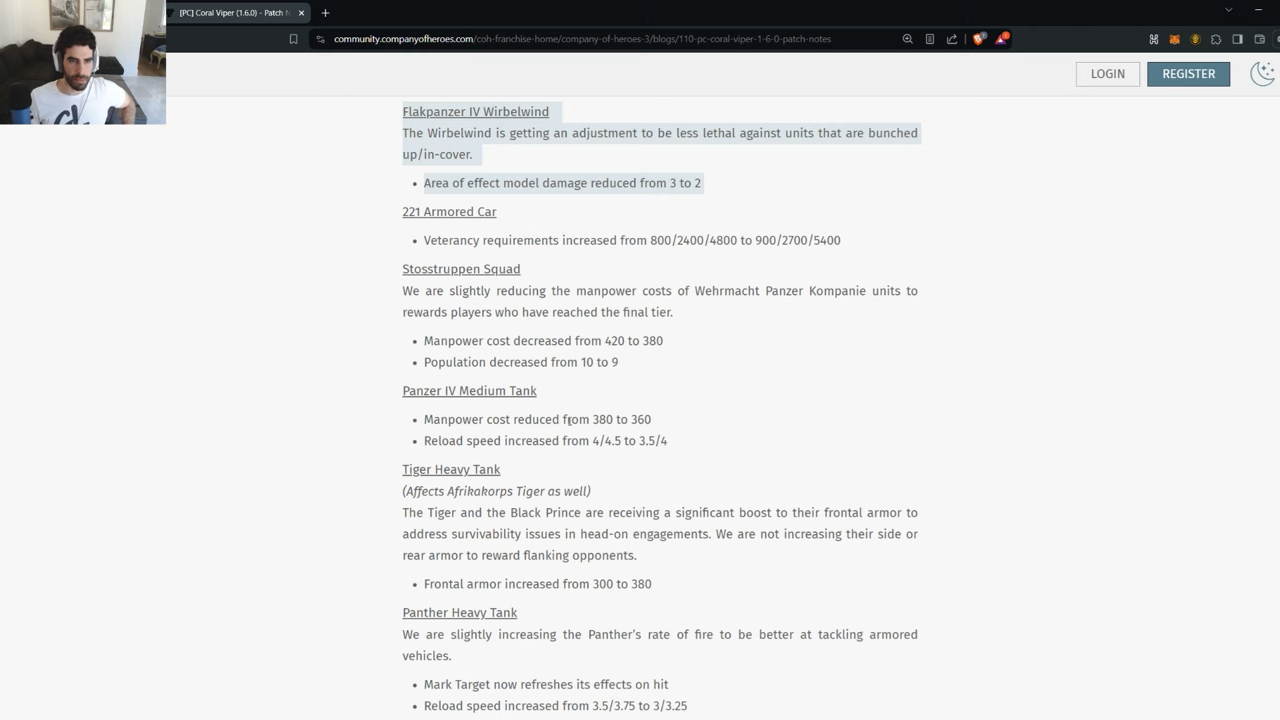 [PC] Coral Viper (1.6.0) - Patch N
community.companyofheroes.com/coh-franchise-home/company-of-heroes-3/blogs/110-pc-coral-viper-1-6-0-patch-notes
LOGIN
REGISTER
Flakpanzer IV Wirbelwind
The Wirbelwind is getting an adjustment to be less lethal against units that are bunched
up/in-cover.
• Area of effect model damage reduced from 3 to 2
221 Armored Car
• Veterancy requirements increased from 800/2400/4800 to 900/2700/5400
Stosstruppen Squad
We are slightly reducing the manpower costs of Wehrmacht Panzer Kompanie units to
rewards players who have reached the final tier.
• Manpower cost decreased from 420 to 380
• Population decreased from 10 to 9
Panzer IV Medium Tank
• Manpower cost reduced from 380 to 360
• Reload speed increased from 4/4.5 to 3.5/4
Tiger Heavy Tank
(Affects Afrikakorps Tiger as well)
The Tiger and the Black Prince are receiving a significant boost to their frontal armor to
address survivability issues in head-on engagements. We are not increasing their side or
rear armor to reward flanking opponents.
• Frontal armor increased from 300 to 380
Panther Heavy Tank
We are slightly increasing the Panther's rate of fire to be better at tackling armored
vehicles.
• Mark Target now refreshes its effects on hit
• Reload speed increased from 3.5/3.75 to 3/3.25